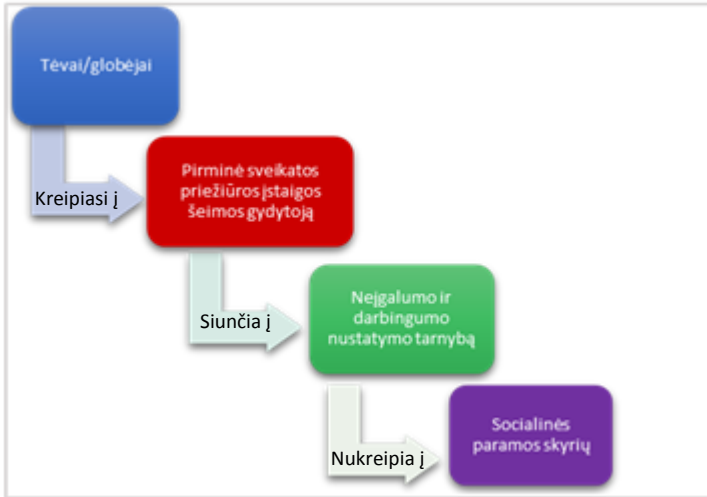 Tėvai/globėjai
Kreipiasi į
Pirminė sveikatos
priežiūros įstaigos
šeimos gydytoją
Siunčia į
Neįgalumo ir
darbingumo
nustatymo tarnybą
Nukreipia į
Socialinės
paramos skyrių